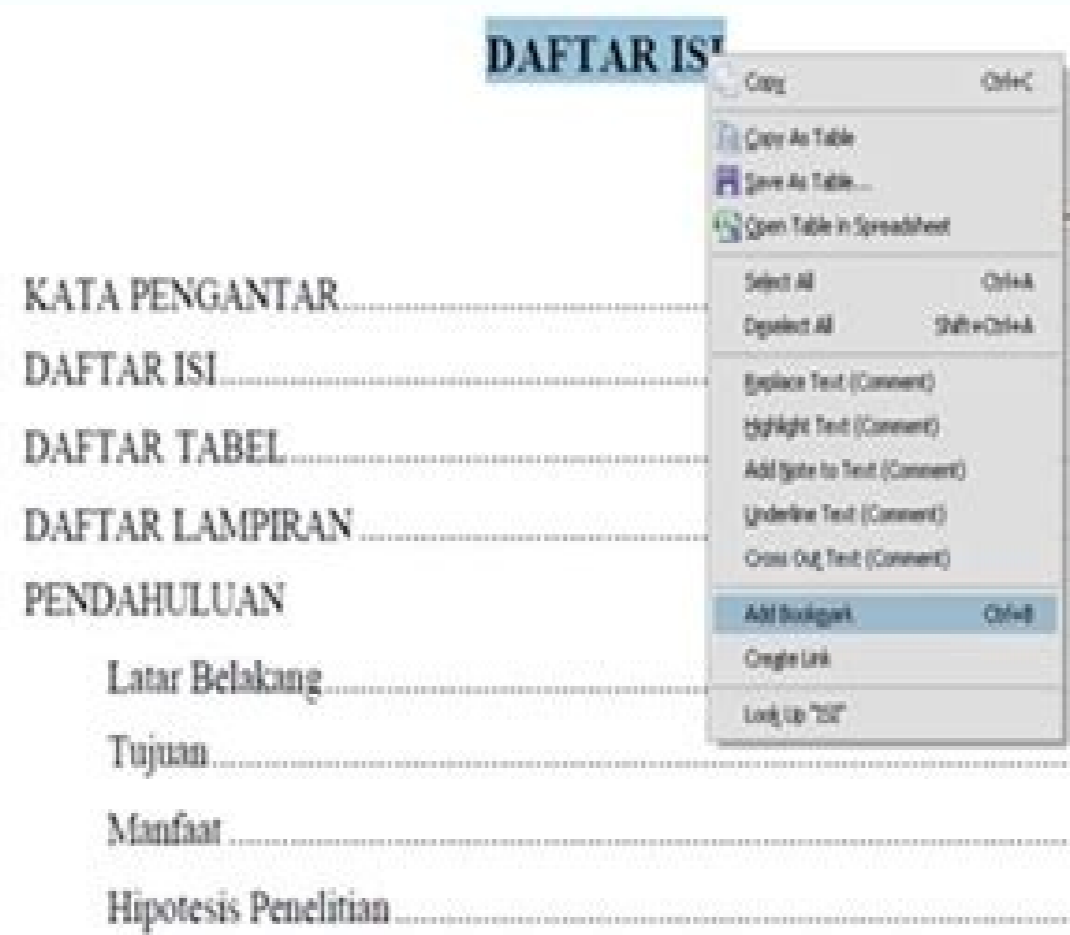 DAFTAR ISI
Copy Ctrl+C
Copy As Table
Save As Table...
Open Table in Spreadsheet
KATA PENGANTAR
Select All Ctrl+A
Deselect All Shift+Ctrl+A
DAFTAR ISI
Replace Text (Comment)
Highlight Text (Comment)
DAFTAR TABEL
Add Note to Text (Comment)
Underline Text (Comment)
DAFTAR LAMPIRAN
Cross Out Text (Comment)
PENDAHULUAN
Add Bookmark Ctrl+B
Create Link
Latar Belakang
Look Up "ISI"
Tujuan
Manfaat
Hipotesis Penelitian